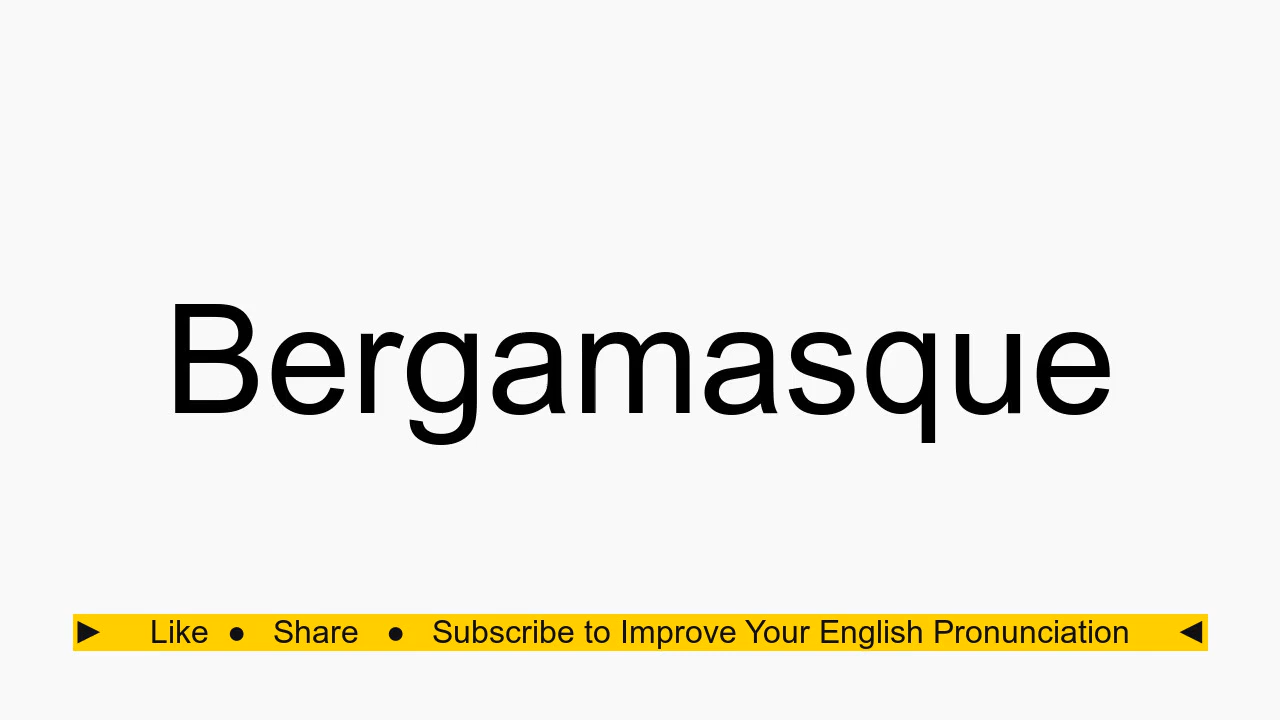 Bergamasque
► Like ● Share ● Subscribe to Improve Your English Pronunciation ◄